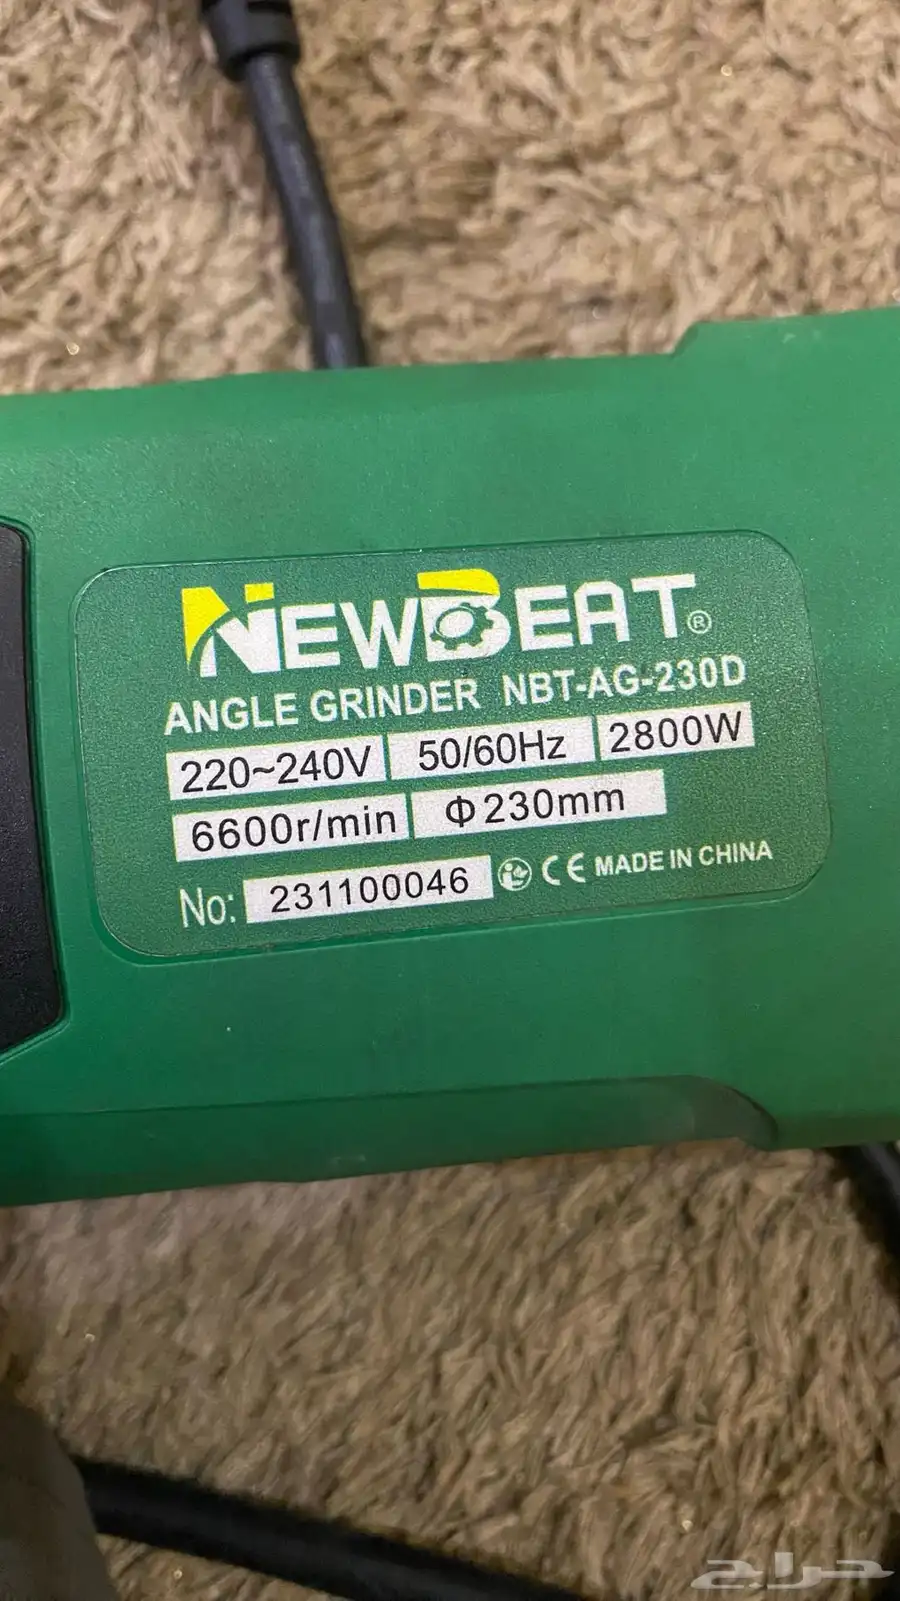 NEWBEAT®
ANGLE GRINDER NBT-AG-230D
220~240V 50/60Hz 2800W
6600r/min Φ230mm
No: 231100046 CE MADE IN CHINA
حراج